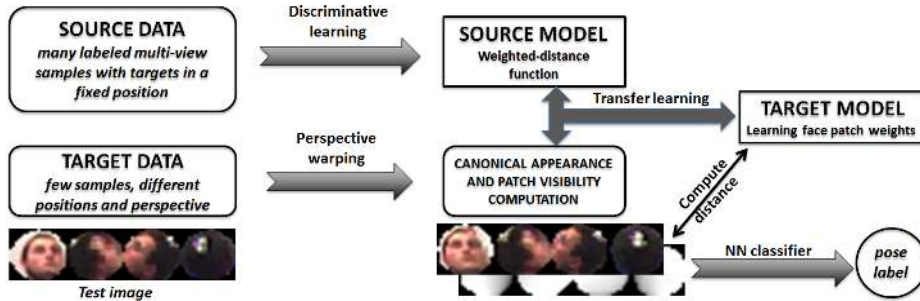 SOURCE DATA
many labeled multi-view
samples with targets in a
fixed position
Discriminative
learning
SOURCE MODEL
Weighted-distance
function
Transfer learning
TARGET MODEL
Learning face patch weights
TARGET DATA
few samples, different
positions and perspective
Perspective
warping
CANONICAL APPEARANCE
AND PATCH VISIBILITY
COMPUTATION
Compute
distance
Test image
NN classifier
pose
label